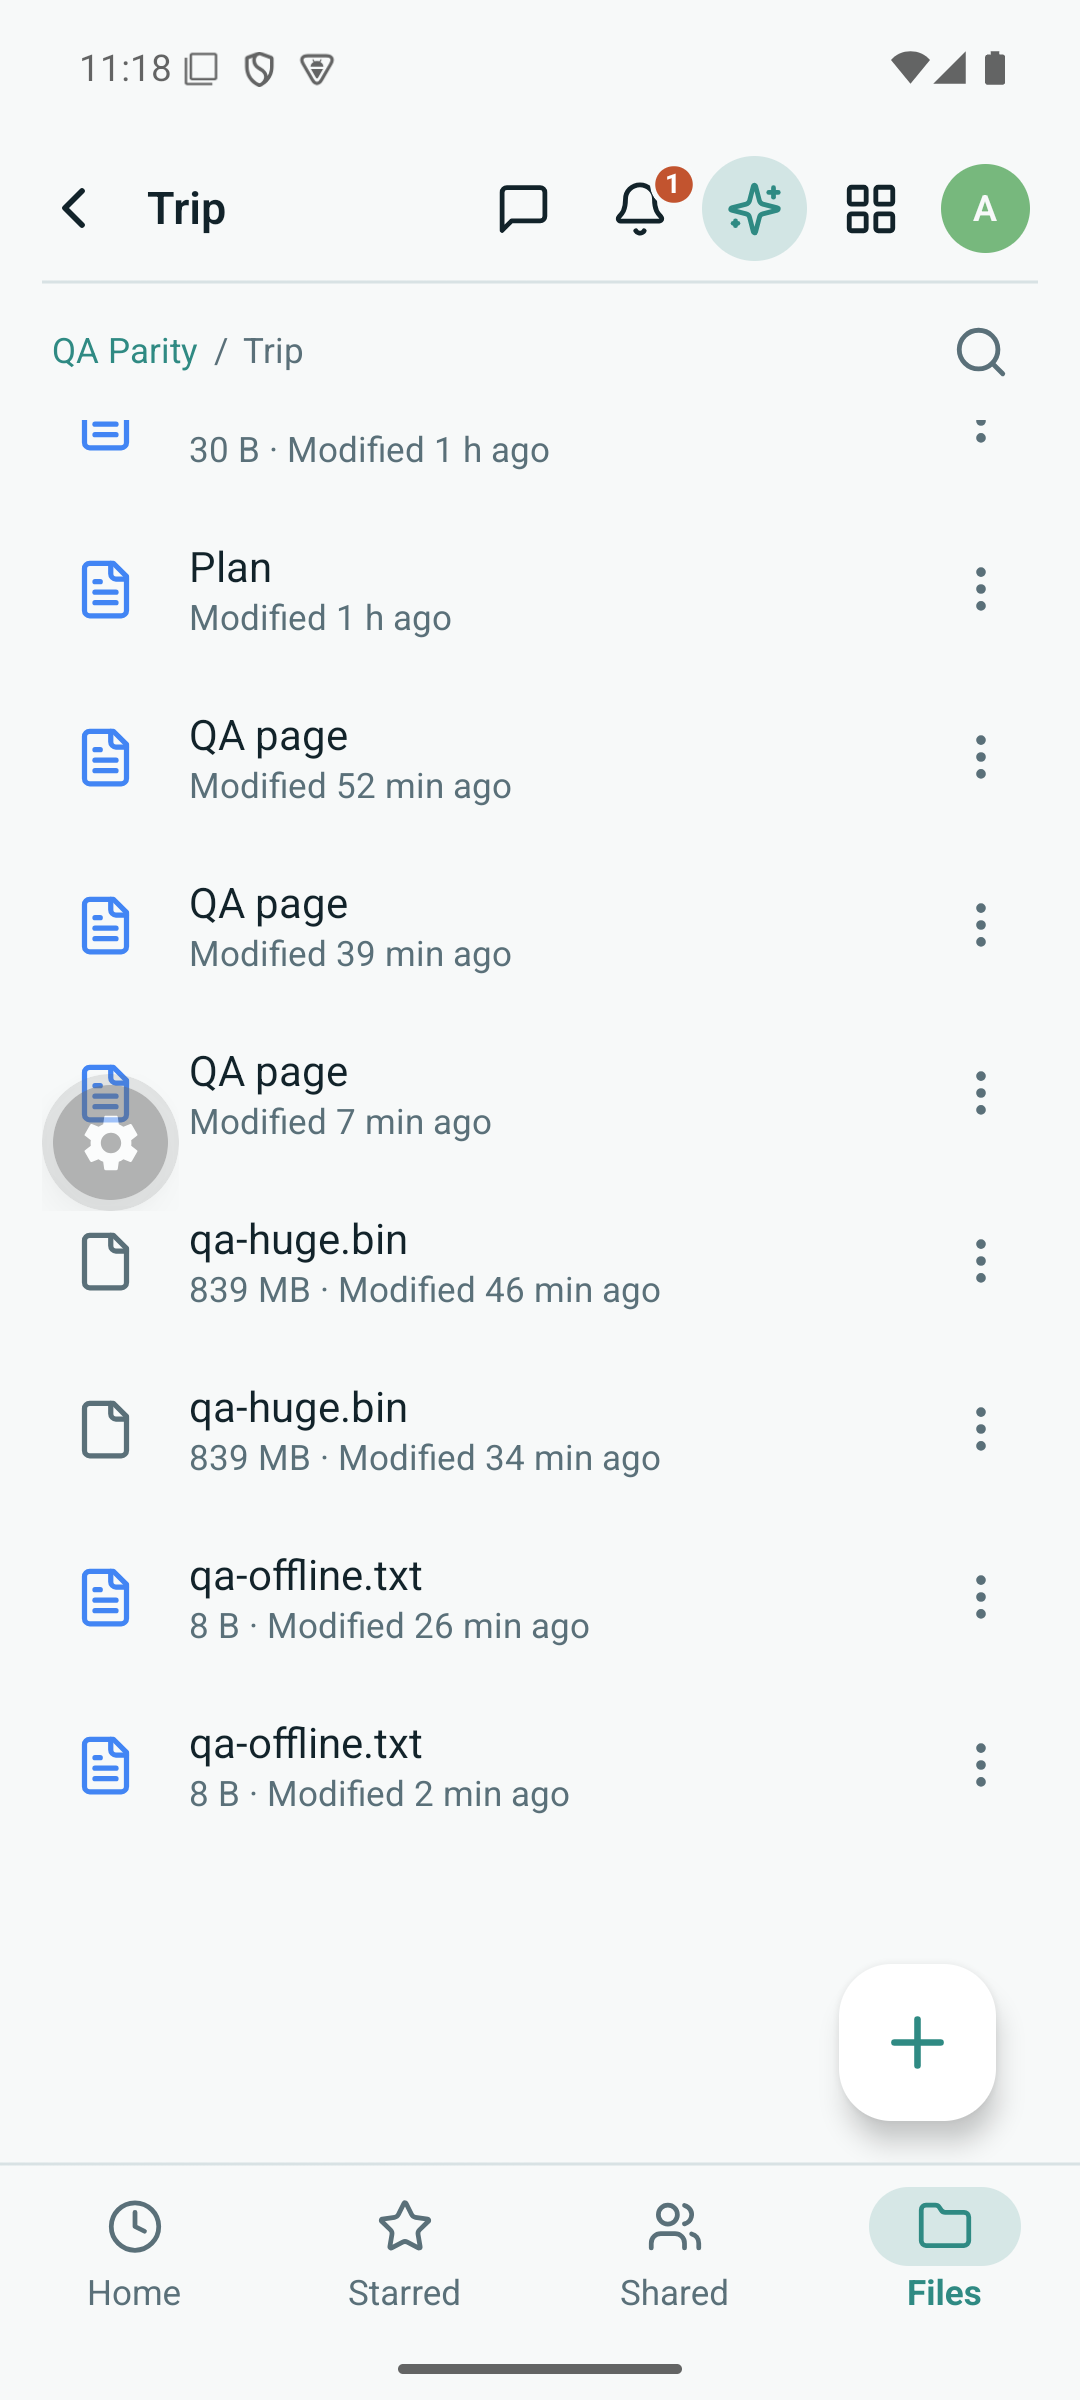 11:18
Trip
1
A
QA Parity / Trip
30 B · Modified 1 h ago
Plan
Modified 1 h ago
QA page
Modified 52 min ago
QA page
Modified 39 min ago
QA page
Modified 7 min ago
qa-huge.bin
839 MB · Modified 46 min ago
qa-huge.bin
839 MB · Modified 34 min ago
qa-offline.txt
8 B · Modified 26 min ago
qa-offline.txt
8 B · Modified 2 min ago
Home
Starred
Shared
Files